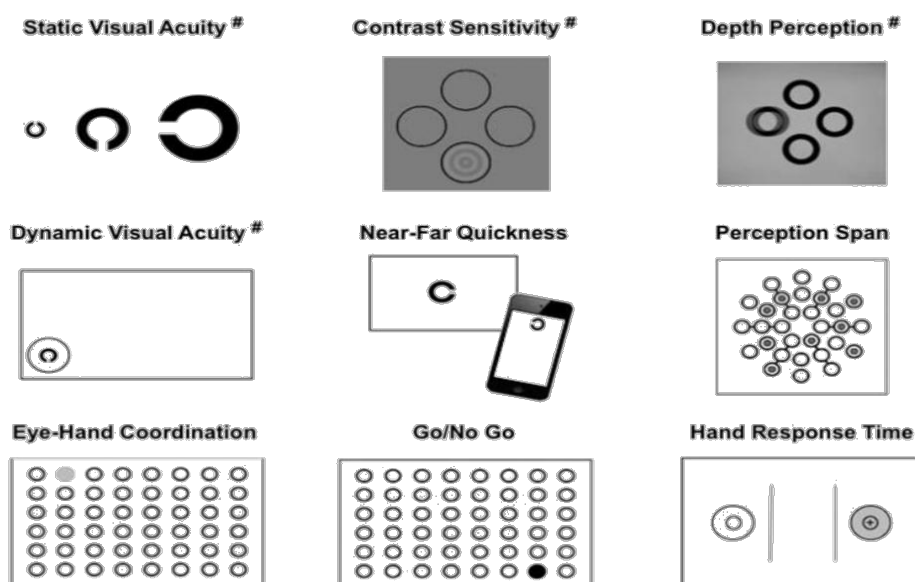 Static Visual Acuity #
Contrast Sensitivity #
Depth Perception #
Dynamic Visual Acuity #
Near-Far Quickness
Perception Span
Eye-Hand Coordination
Go/No Go
Hand Response Time